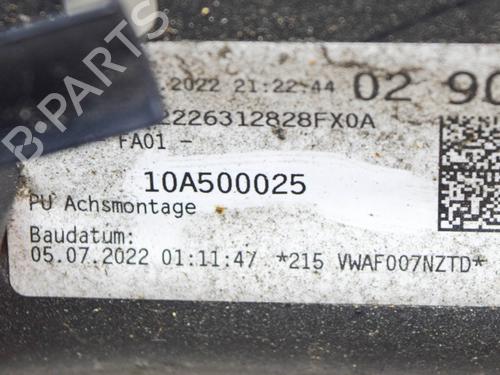 2022 21:22:44 02 90
2226312828FX0A
FA01 -
10A500025
PU Achsmontage
Baudatum:
05.07.2022 01:11:47 *215 VWAF007NZTD*
B-PARTS